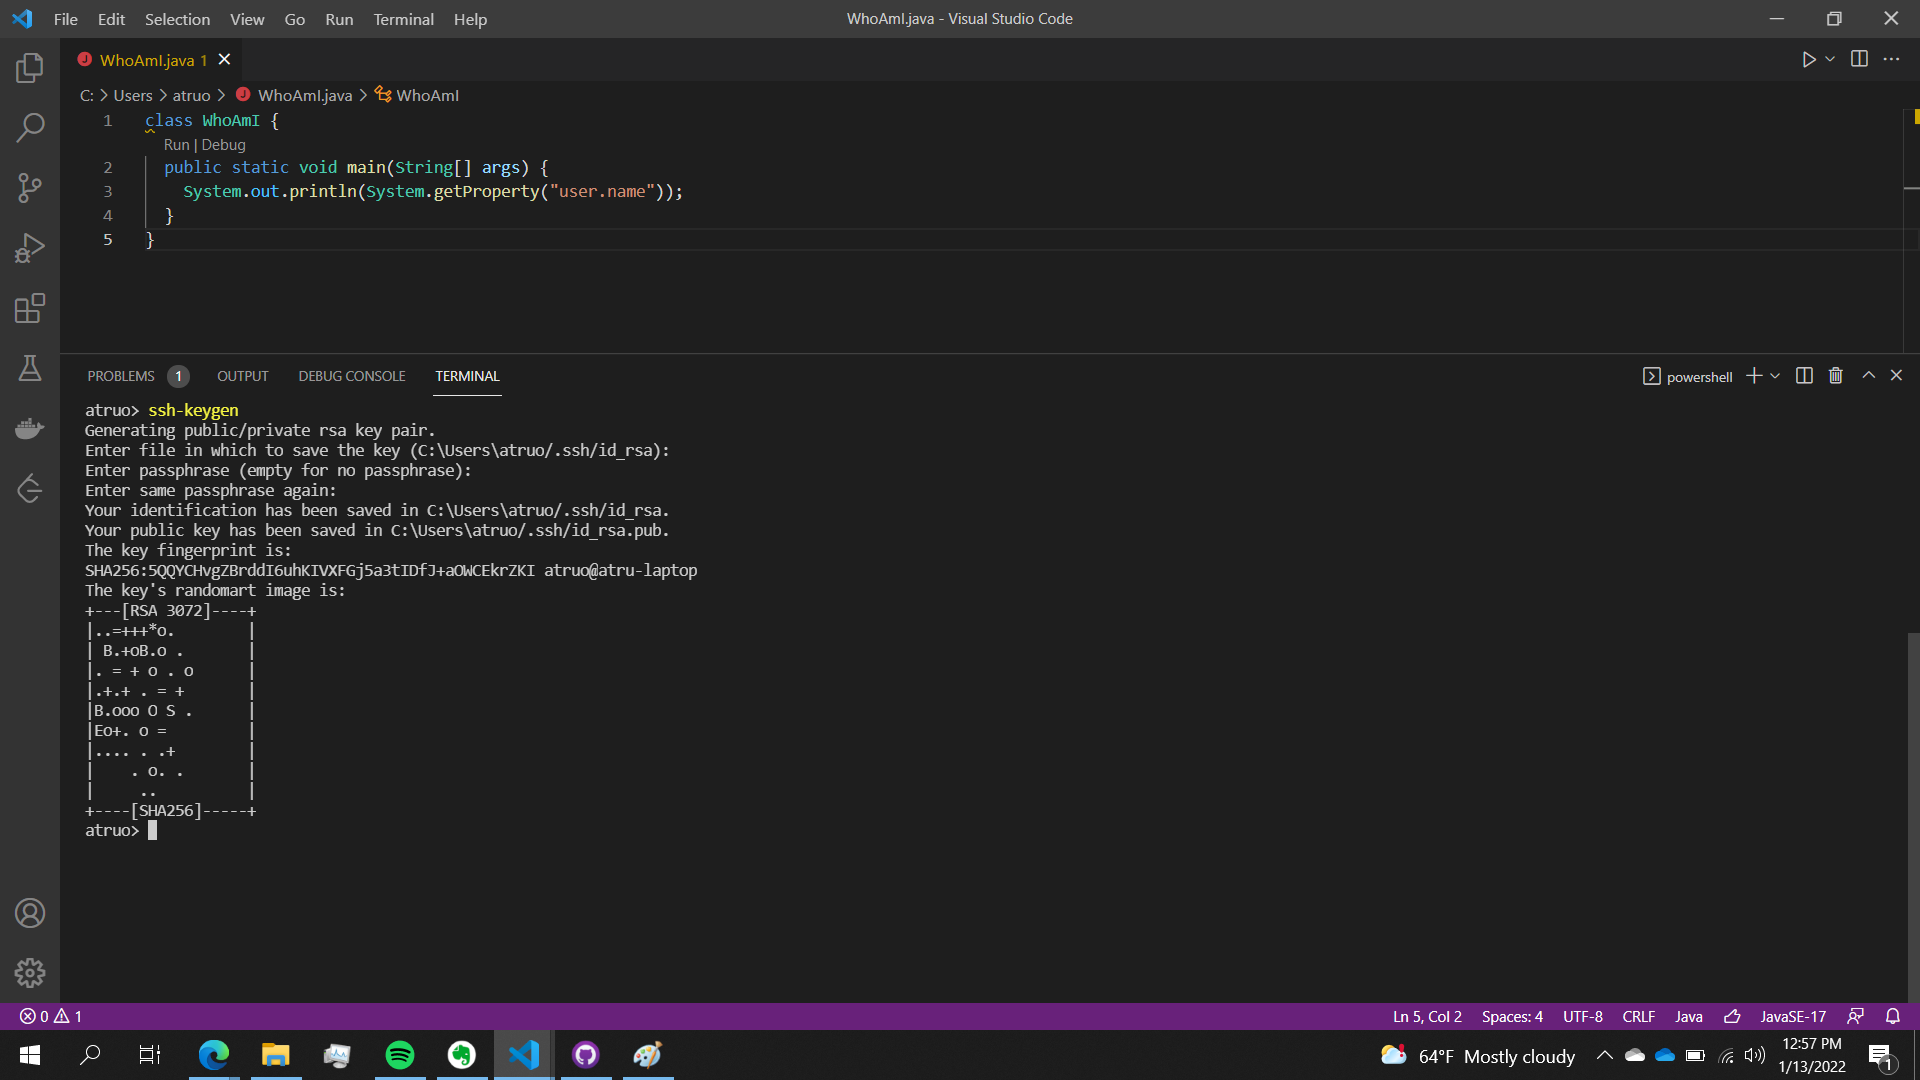 File Edit Selection View Go Run Terminal Help
WhoAmI.java - Visual Studio Code
WhoAmI.java 1
C: > Users > atruo > WhoAmI.java > WhoAmI
1 class WhoAmI {
Run | Debug
2 public static void main(String[] args) {
3 System.out.println(System.getProperty("user.name"));
4 }
5 }
PROBLEMS 1 OUTPUT DEBUG CONSOLE TERMINAL
powershell
atruo> ssh-keygen
Generating public/private rsa key pair.
Enter file in which to save the key (C:\Users\atruo/.ssh/id_rsa):
Enter passphrase (empty for no passphrase):
Enter same passphrase again:
Your identification has been saved in C:\Users\atruo/.ssh/id_rsa.
Your public key has been saved in C:\Users\atruo/.ssh/id_rsa.pub.
The key fingerprint is:
SHA256:5QQYCHvgZBrddI6uhKIVXFGj5a3tIDfJ+aOWCEkrZKI atruo@atru-laptop
The key's randomart image is:
+---[RSA 3072]----+
|..=+++*o.        |
| B.+oB.o .       |
|. = + o . o      |
|.+.+ . = +       |
|B.ooo O S .      |
|Eo+. o =         |
|.... . .+        |
|    . o. .       |
|     ..          |
+----[SHA256]-----+
atruo>
0 1
Ln 5, Col 2 Spaces: 4 UTF-8 CRLF Java JavaSE-17
64°F Mostly cloudy
12:57 PM
1/13/2022
1